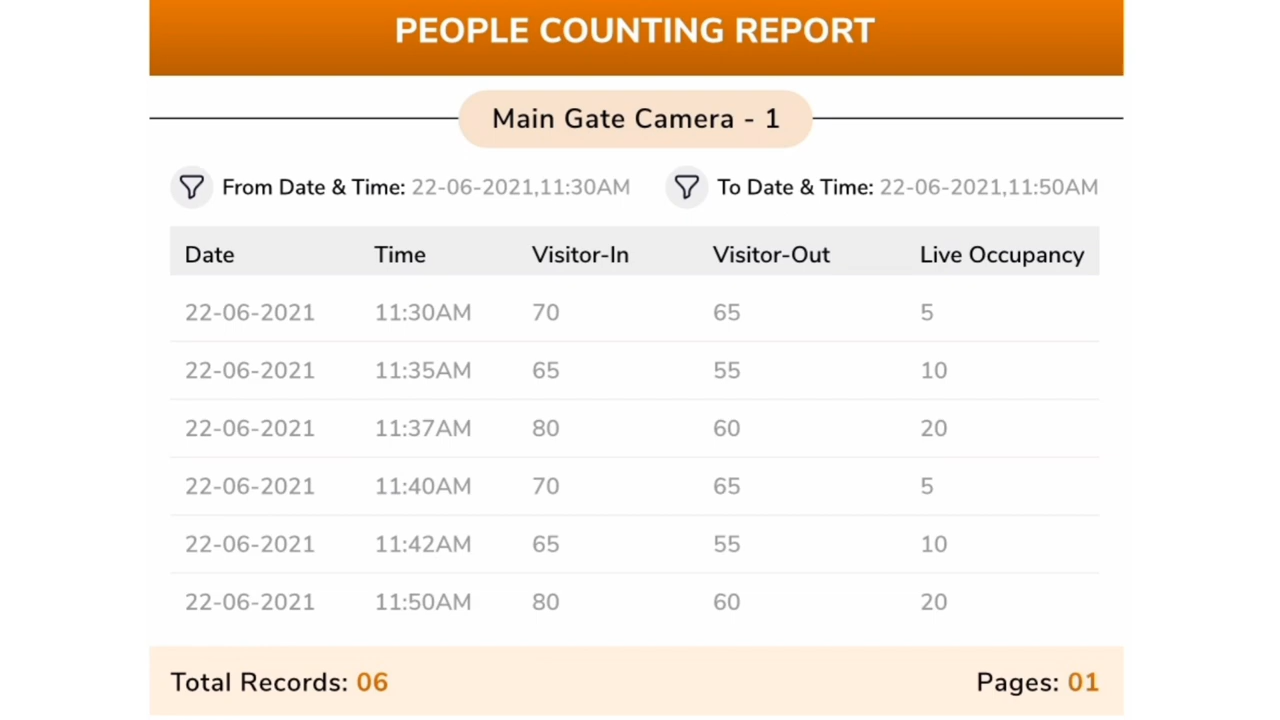 PEOPLE COUNTING REPORT
Main Gate Camera - 1
From Date & Time: 22-06-2021,11:30AM To Date & Time: 22-06-2021,11:50AM
Date Time Visitor-In Visitor-Out Live Occupancy
22-06-2021 11:30AM 70 65 5
22-06-2021 11:35AM 65 55 10
22-06-2021 11:37AM 80 60 20
22-06-2021 11:40AM 70 65 5
22-06-2021 11:42AM 65 55 10
22-06-2021 11:50AM 80 60 20
Total Records: 06 Pages: 01